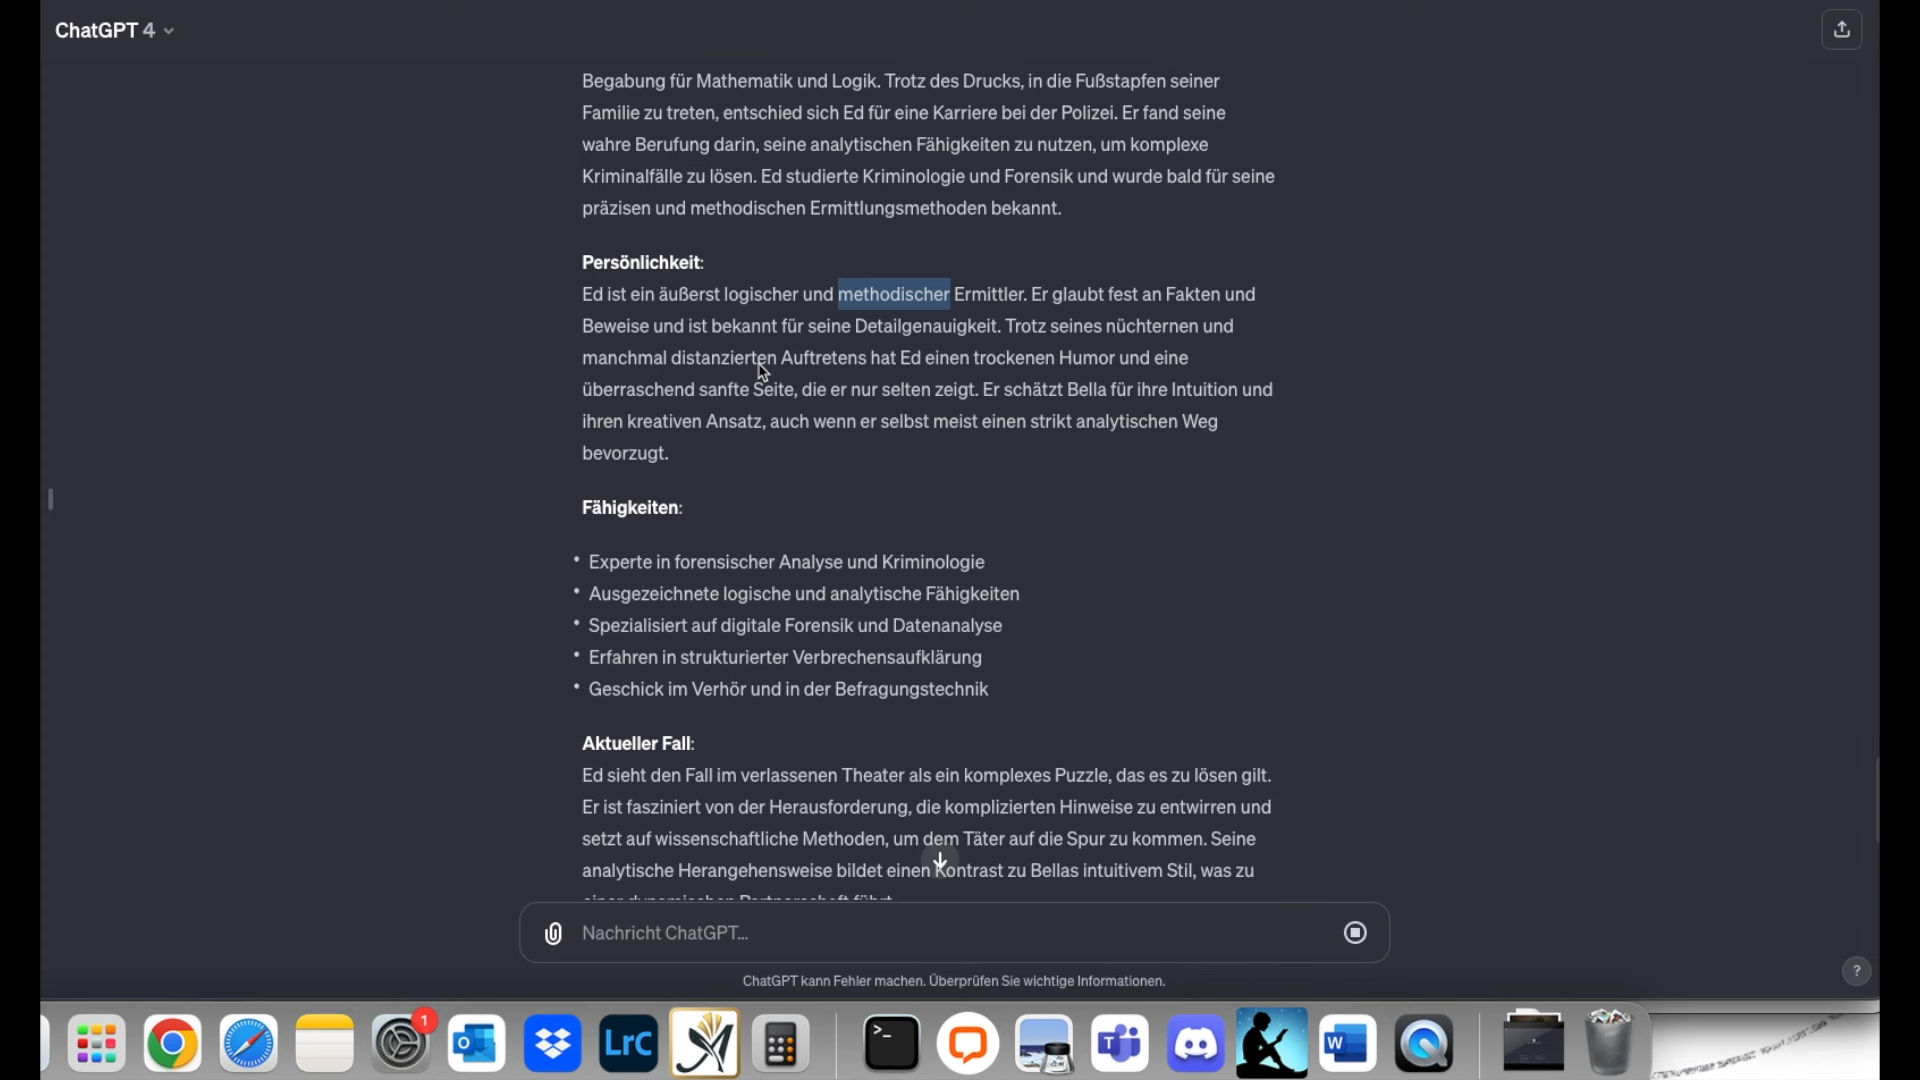 ChatGPT 4
Begabung für Mathematik und Logik. Trotz des Drucks, in die Fußstapfen seiner
Familie zu treten, entschied sich Ed für eine Karriere bei der Polizei. Er fand seine
wahre Berufung darin, seine analytischen Fähigkeiten zu nutzen, um komplexe
Kriminalfälle zu lösen. Ed studierte Kriminologie und Forensik und wurde bald für seine
präzisen und methodischen Ermittlungsmethoden bekannt.
Persönlichkeit:
Ed ist ein äußerst logischer und methodischer Ermittler. Er glaubt fest an Fakten und
Beweise und ist bekannt für seine Detailgenauigkeit. Trotz seines nüchternen und
manchmal distanzierten Auftretens hat Ed einen trockenen Humor und eine
überraschend sanfte Seite, die er nur selten zeigt. Er schätzt Bella für ihre Intuition und
ihren kreativen Ansatz, auch wenn er selbst meist einen strikt analytischen Weg
bevorzugt.
Fähigkeiten:
• Experte in forensischer Analyse und Kriminologie
• Ausgezeichnete logische und analytische Fähigkeiten
• Spezialisiert auf digitale Forensik und Datenanalyse
• Erfahren in strukturierter Verbrechensaufklärung
• Geschick im Verhör und in der Befragungstechnik
Aktueller Fall:
Ed sieht den Fall im verlassenen Theater als ein komplexes Puzzle, das es zu lösen gilt.
Er ist fasziniert von der Herausforderung, die komplizierten Hinweise zu entwirren und
setzt auf wissenschaftliche Methoden, um dem Täter auf die Spur zu kommen. Seine
analytische Herangehensweise bildet einen Kontrast zu Bellas intuitivem Stil, was zu
einer dynamischen Partnerschaft führt.
Nachricht ChatGPT...
ChatGPT kann Fehler machen. Überprüfen Sie wichtige Informationen.
?
1
LrC